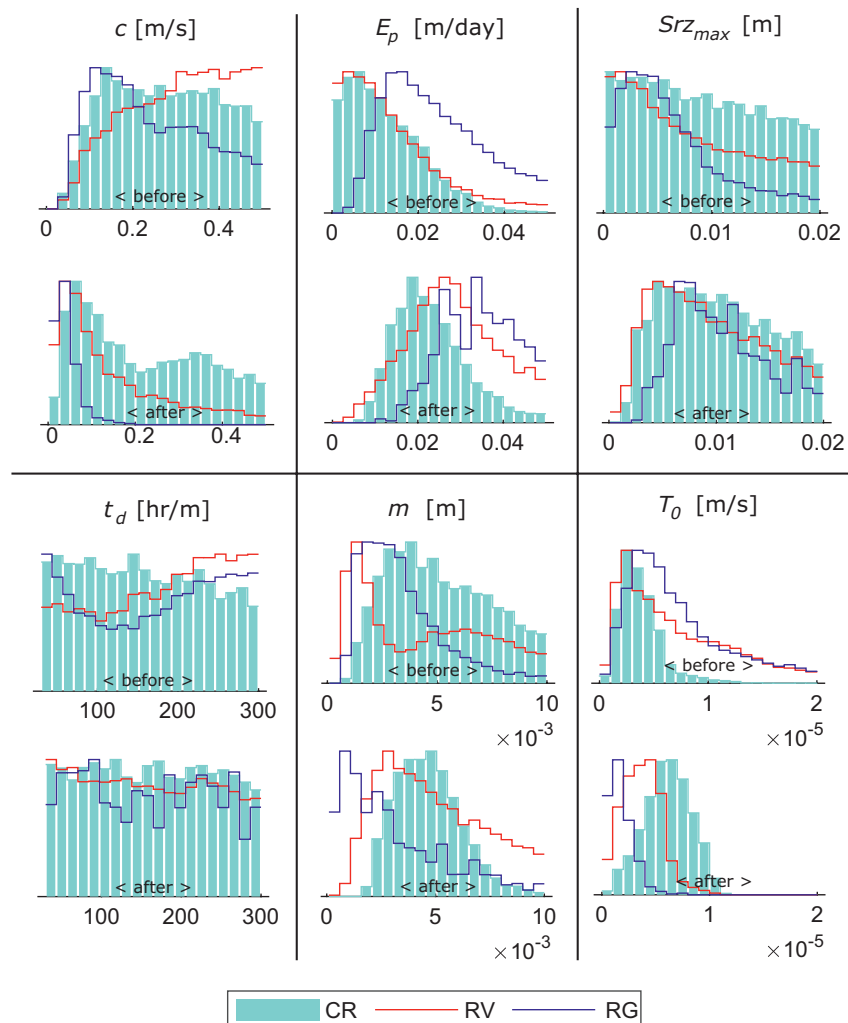 c [m/s]
E_p [m/day]
Srz_max [m]
< before >
< before >
< before >
0 0.2 0.4
0 0.02 0.04
0 0.01 0.02
< after >
< after >
< after >
0 0.2 0.4
0 0.02 0.04
0 0.01 0.02
t_d [hr/m]
m [m]
T_0 [m/s]
< before >
< before >
< before >
100 200 300
0 5 10
0 1 2
×10^-3
×10^-5
< after >
< after >
< after >
100 200 300
0 5 10
0 1 2
×10^-3
×10^-5
CR RV RG